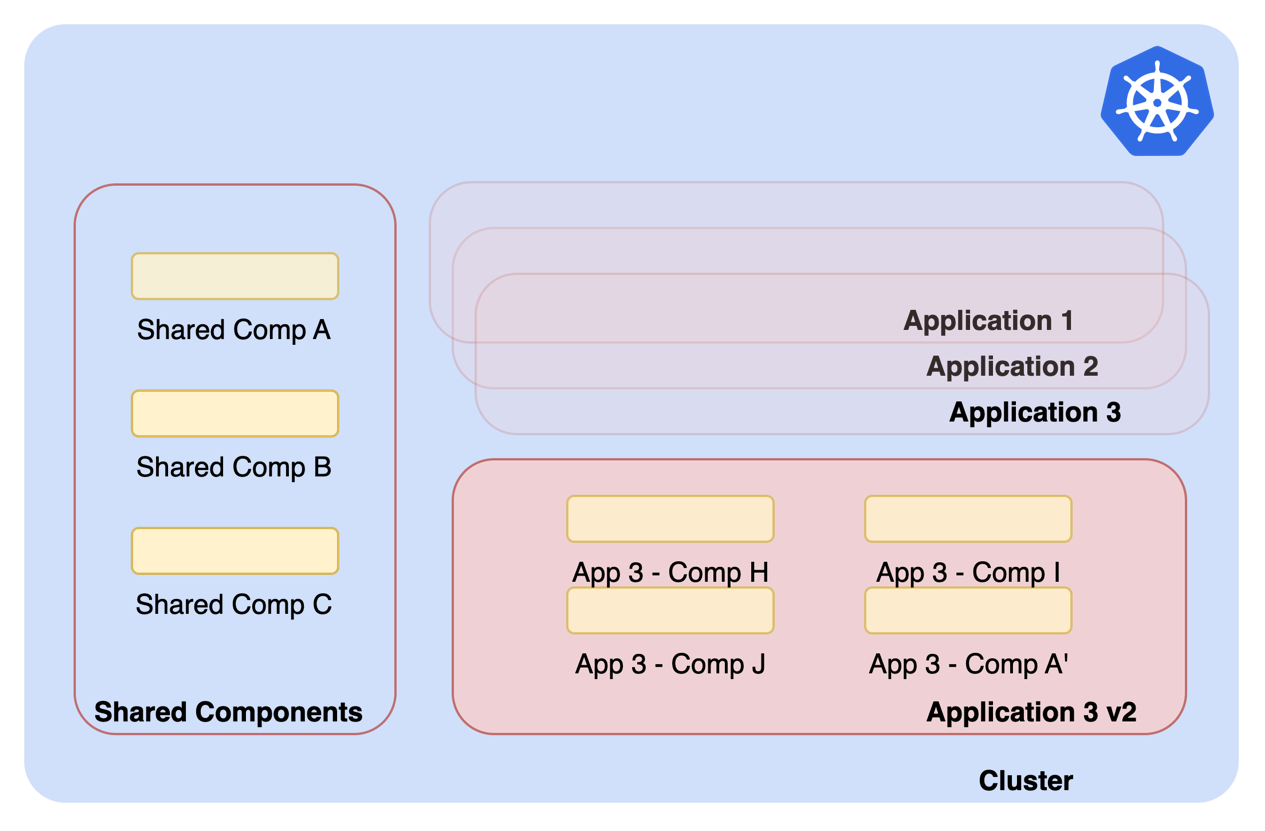 Shared Comp A
Shared Comp B
Shared Comp C
Shared Components
Application 1
Application 2
Application 3
App 3 - Comp H
App 3 - Comp I
App 3 - Comp J
App 3 - Comp A'
Application 3 v2
Cluster